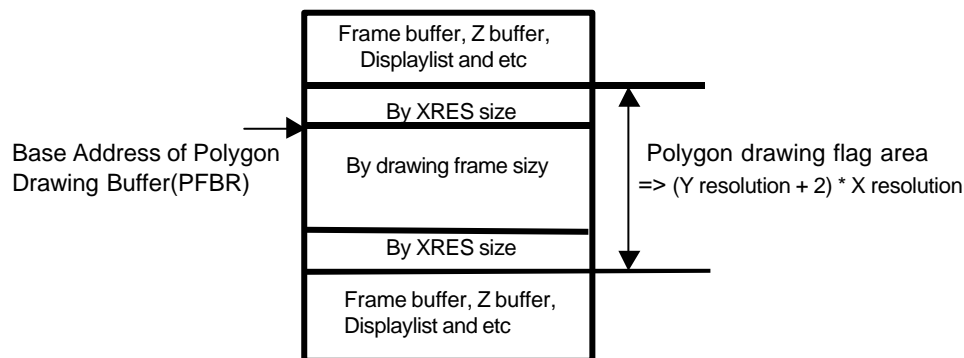 Frame buffer, Z buffer,
Displaylist and etc
By XRES size
Base Address of Polygon
Drawing Buffer(PFBR)
By drawing frame sizy
Polygon drawing flag area
=> (Y resolution + 2) * X resolution
By XRES size
Frame buffer, Z buffer,
Displaylist and etc